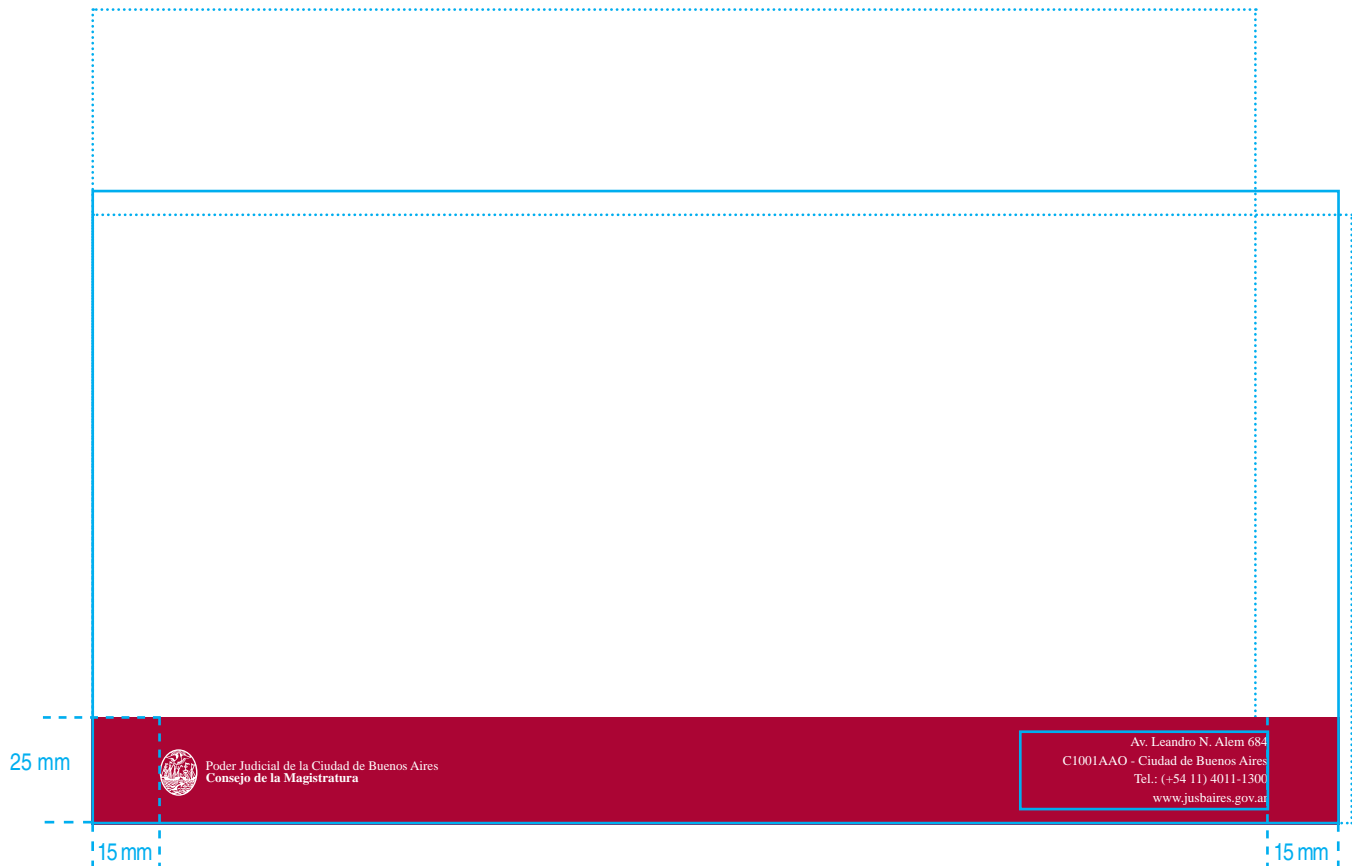 Av. Leandro N. Alem 684
C1001AAO - Ciudad de Buenos Aires
Tel.: (+54 11) 4011-1300
www.jusbaires.gov.ar
25 mm
Poder Judicial de la Ciudad de Buenos Aires
Consejo de la Magistratura
15 mm
15 mm